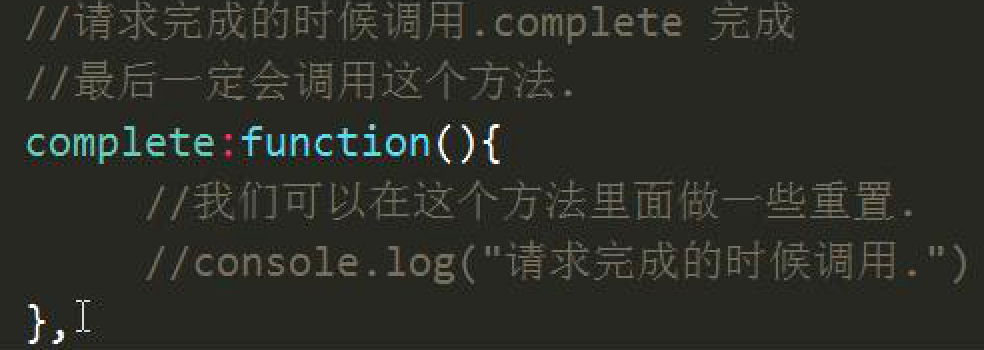 //请求完成的时候调用.complete 完成
//最后一定会调用这个方法.
complete:function(){
//我们可以在这个方法里面做一些重置.
//console.log("请求完成的时候调用.")
},